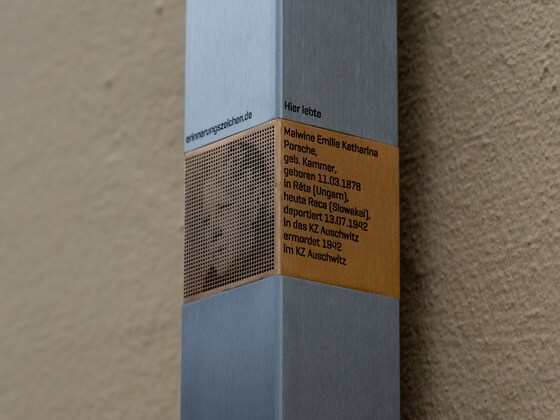 erinnerungszeichen.de
Hier lebte
Malwine Emilie Katharina
Porsche,
geb. Kammer,
geboren 11.03.1878
in Réte (Ungarn),
heute Reca (Slowakei),
deportiert 13.07.1942
in das KZ Auschwitz
ermordet 1942
im KZ Auschwitz